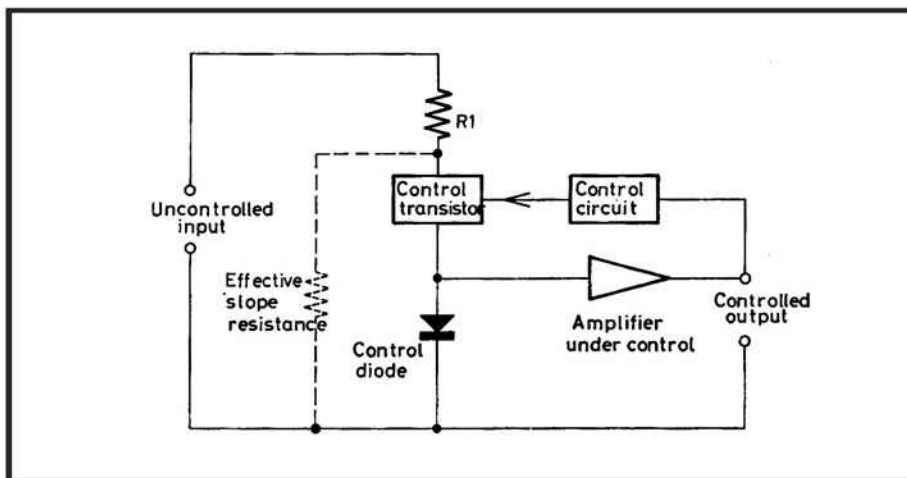 R1
Control
transistor
Control
circuit
Uncontrolled
input
Effective
slope
resistance
Control
diode
Amplifier
under control
Controlled
output